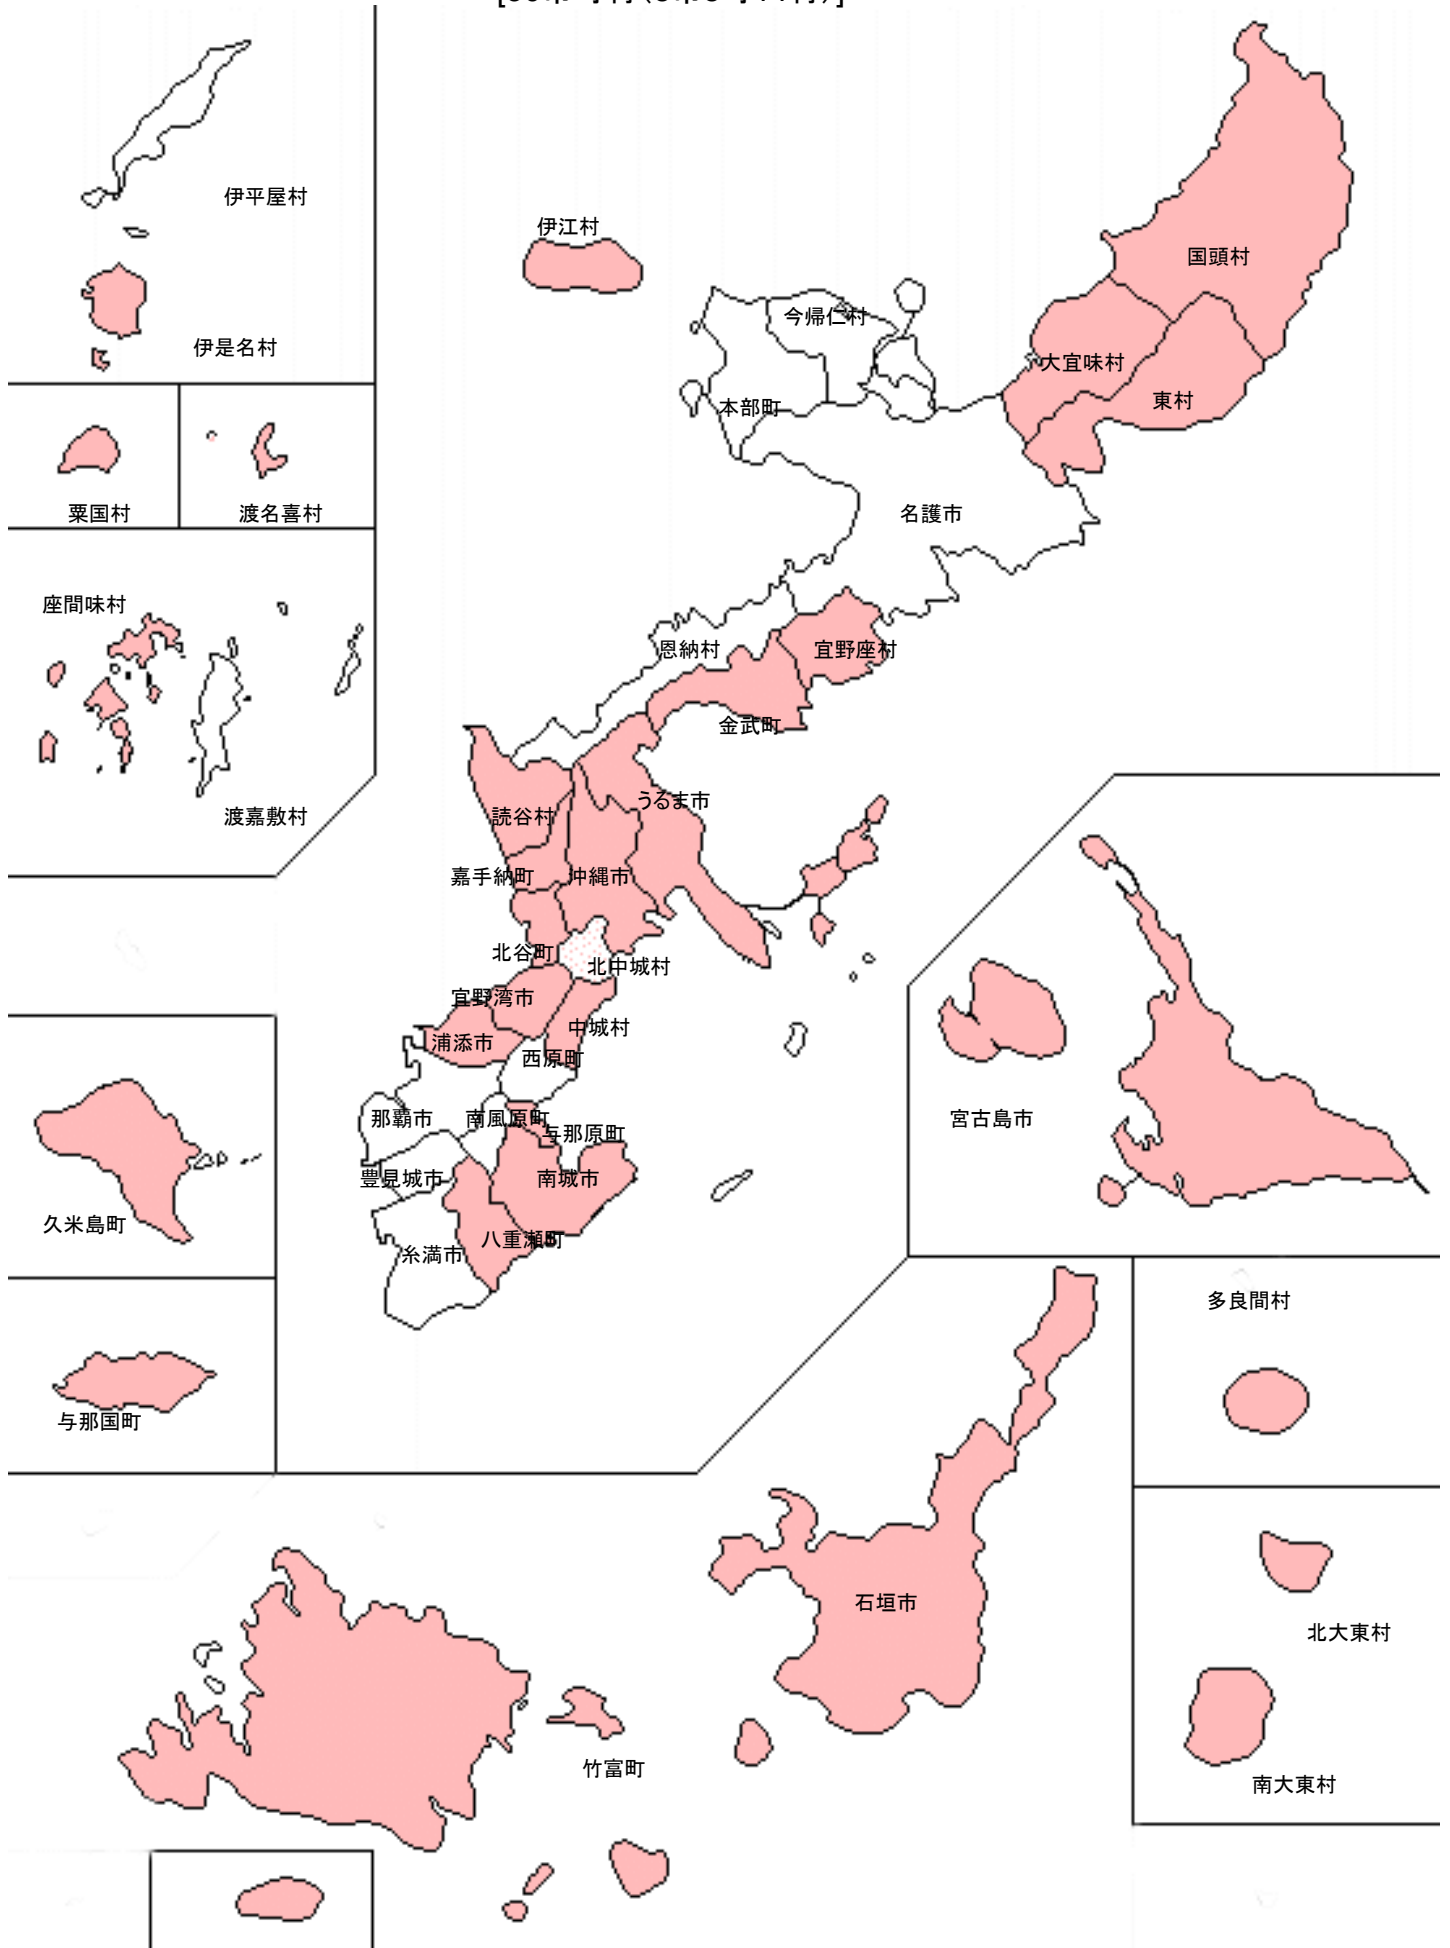 伊平屋村
伊江村
国頭村
今帰仁村
伊是名村
大宜味村
本部町
東村
粟国村
渡名喜村
名護市
座間味村
恩納村
宜野座村
金武町
うるま市
読谷村
渡嘉敷村
嘉手納町
沖縄市
北谷町
北中城村
宜野湾市
中城村
浦添市
西原町
那覇市
南風原町
宮古島市
与那原町
豊見城市
南城市
久米島町
八重瀬町
糸満市
多良間村
与那国町
石垣市
北大東村
竹富町
南大東村